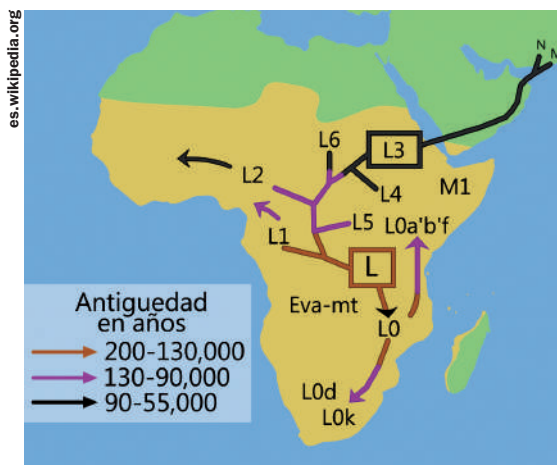 es.wikipedia.org
N
M
L6
L3
L2
L4
M1
L5
L0a'b'f
L1
L
Eva-mt
L0
L0d
L0k
Antiguedad
en años
200-130,000
130-90,000
90-55,000